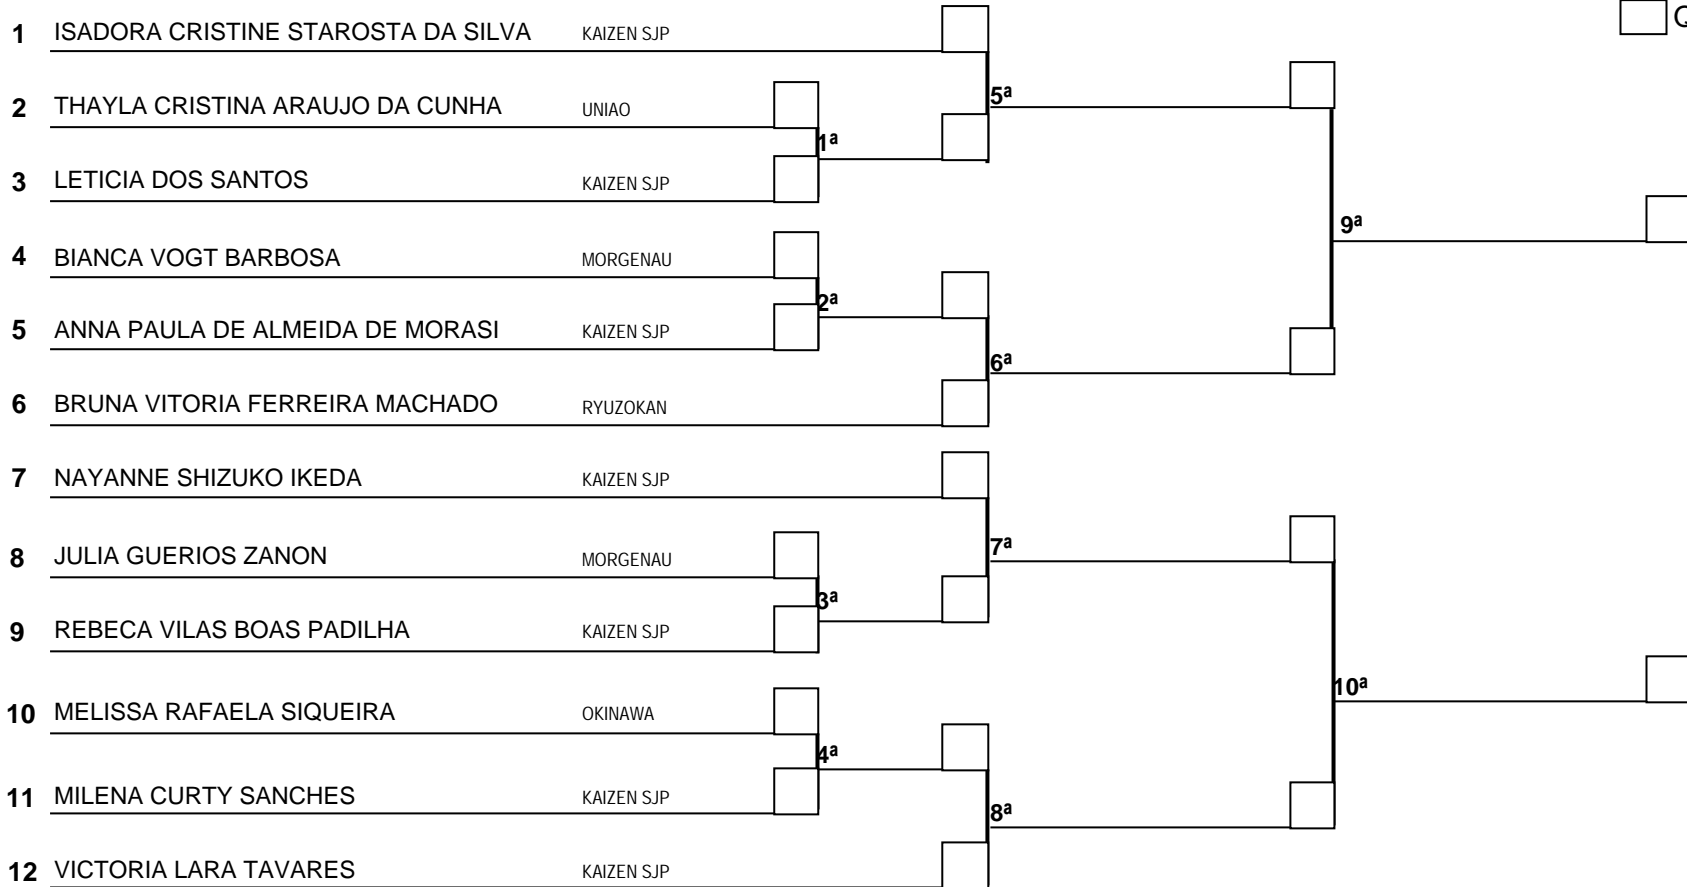 Q
1 ISADORA CRISTINE STAROSTA DA SILVA KAIZEN SJP
5ª
2 THAYLA CRISTINA ARAUJO DA CUNHA UNIAO
1ª
3 LETICIA DOS SANTOS KAIZEN SJP
9ª
4 BIANCA VOGT BARBOSA MORGENAU
2ª
5 ANNA PAULA DE ALMEIDA DE MORASI KAIZEN SJP
6ª
6 BRUNA VITORIA FERREIRA MACHADO RYUZOKAN
7 NAYANNE SHIZUKO IKEDA KAIZEN SJP
7ª
8 JULIA GUERIOS ZANON MORGENAU
3ª
9 REBECA VILAS BOAS PADILHA KAIZEN SJP
10ª
10 MELISSA RAFAELA SIQUEIRA OKINAWA
4ª
11 MILENA CURTY SANCHES KAIZEN SJP
8ª
12 VICTORIA LARA TAVARES KAIZEN SJP